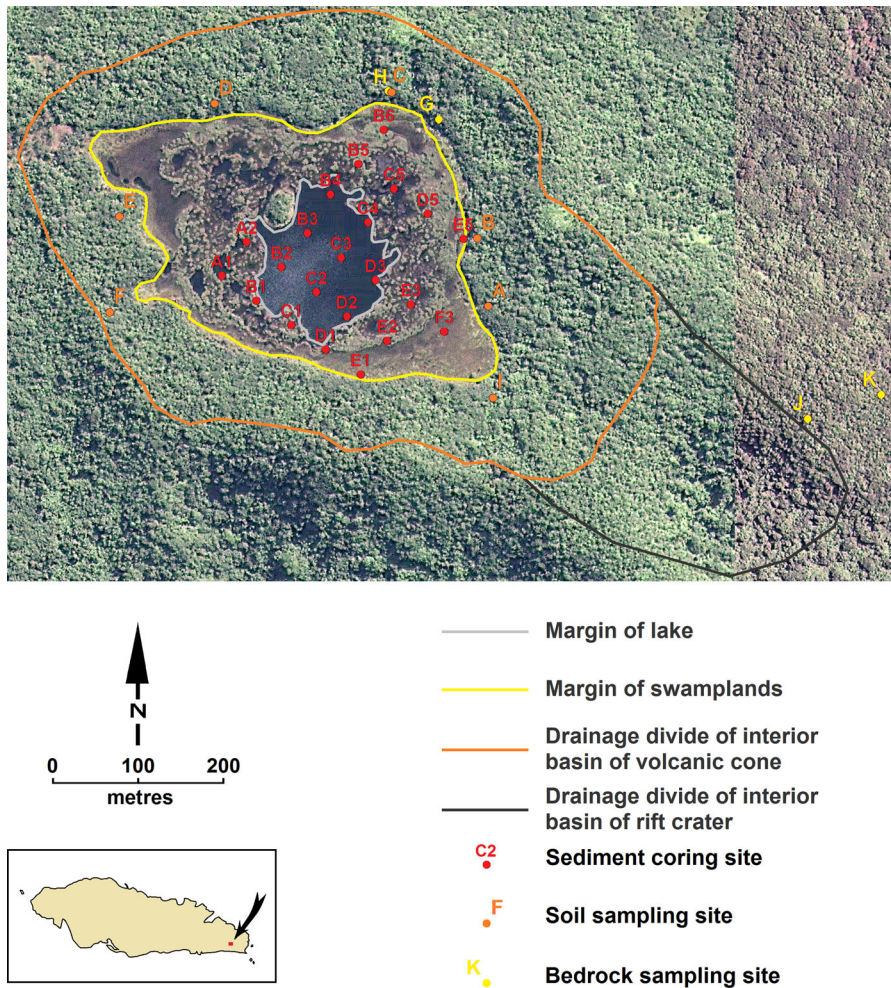 H C
D
G
B6
B5
C5
B4
D5
C4
E
B3
E5 B
A2
C3
B2
A1
D3
C2
A
B1
E3
F
D2
C1
F3
E2
D1
E1
I
K
J
N
0 100 200
metres
Margin of lake
Margin of swamplands
Drainage divide of interior
basin of volcanic cone
Drainage divide of interior
basin of rift crater
C2
Sediment coring site
F
Soil sampling site
K
Bedrock sampling site